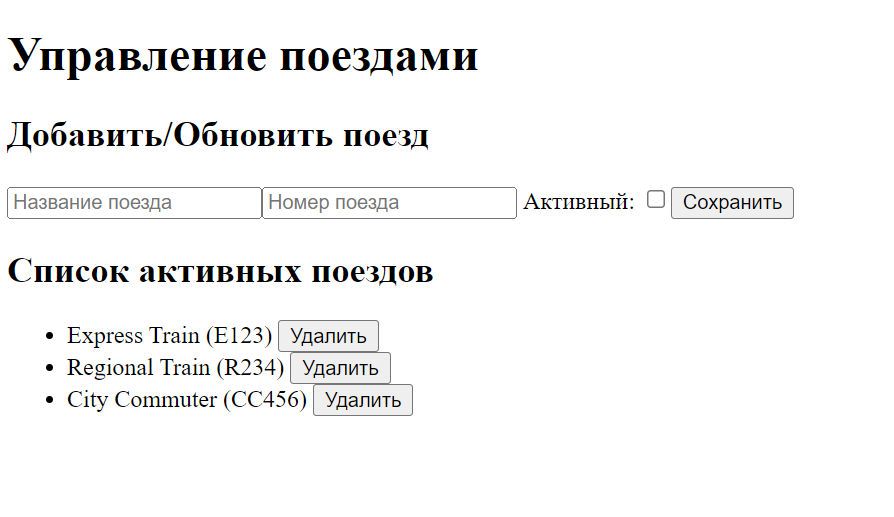 Управление поездами
Добавить/Обновить поезд
Название поезда Номер поезда Активный: Сохранить
Список активных поездов
Express Train (E123) Удалить
Regional Train (R234) Удалить
City Commuter (CC456) Удалить